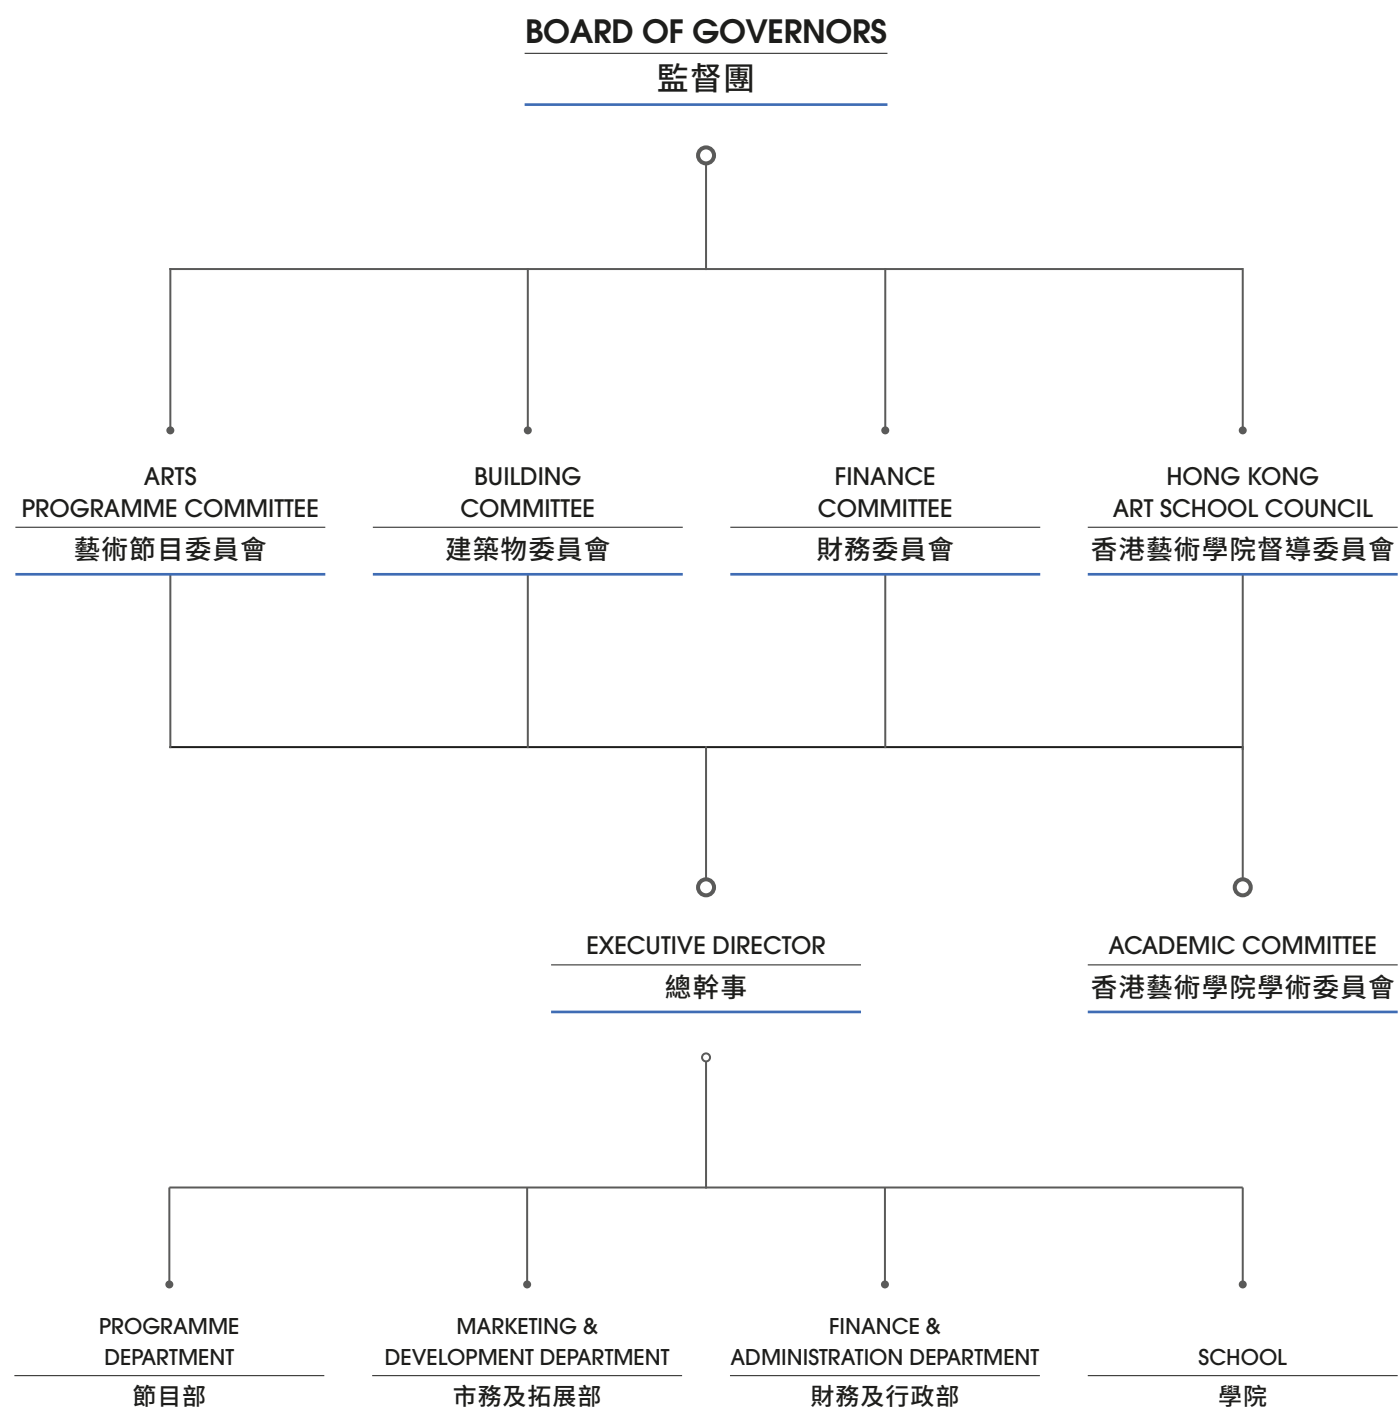 BOARD OF GOVERNORS
監督團
ARTS
PROGRAMME COMMITTEE
藝術節目委員會
BUILDING
COMMITTEE
建築物委員會
FINANCE
COMMITTEE
財務委員會
HONG KONG
ART SCHOOL COUNCIL
香港藝術學院督導委員會
EXECUTIVE DIRECTOR
總幹事
ACADEMIC COMMITTEE
香港藝術學院學術委員會
PROGRAMME
DEPARTMENT
節目部
MARKETING &
DEVELOPMENT DEPARTMENT
市務及拓展部
FINANCE &
ADMINISTRATION DEPARTMENT
財務及行政部
SCHOOL
學院